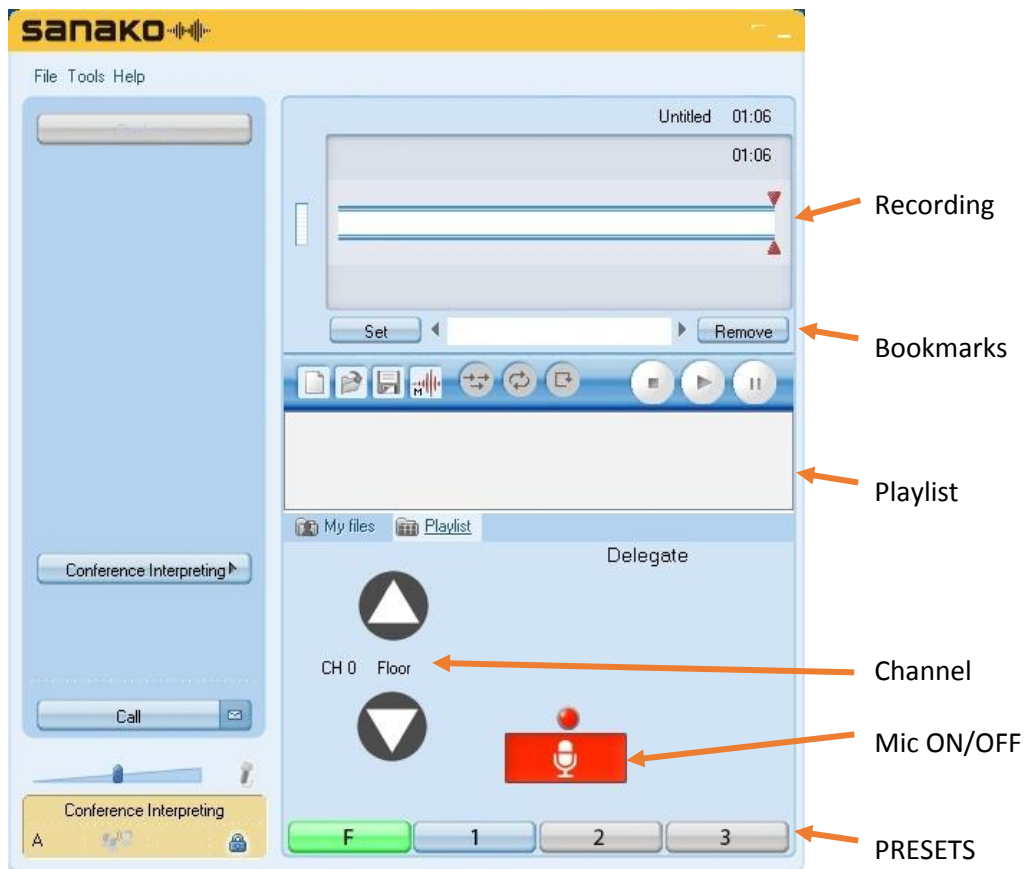 sanako
File Tools Help
Untitled 01:06
01:06
Recording
Set
Remove
Bookmarks
M
Playlist
My files Playlist
Delegate
Conference Interpreting
CH 0 Floor
Channel
Call
Mic ON/OFF
Conference Interpreting
A
F 1 2 3
PRESETS